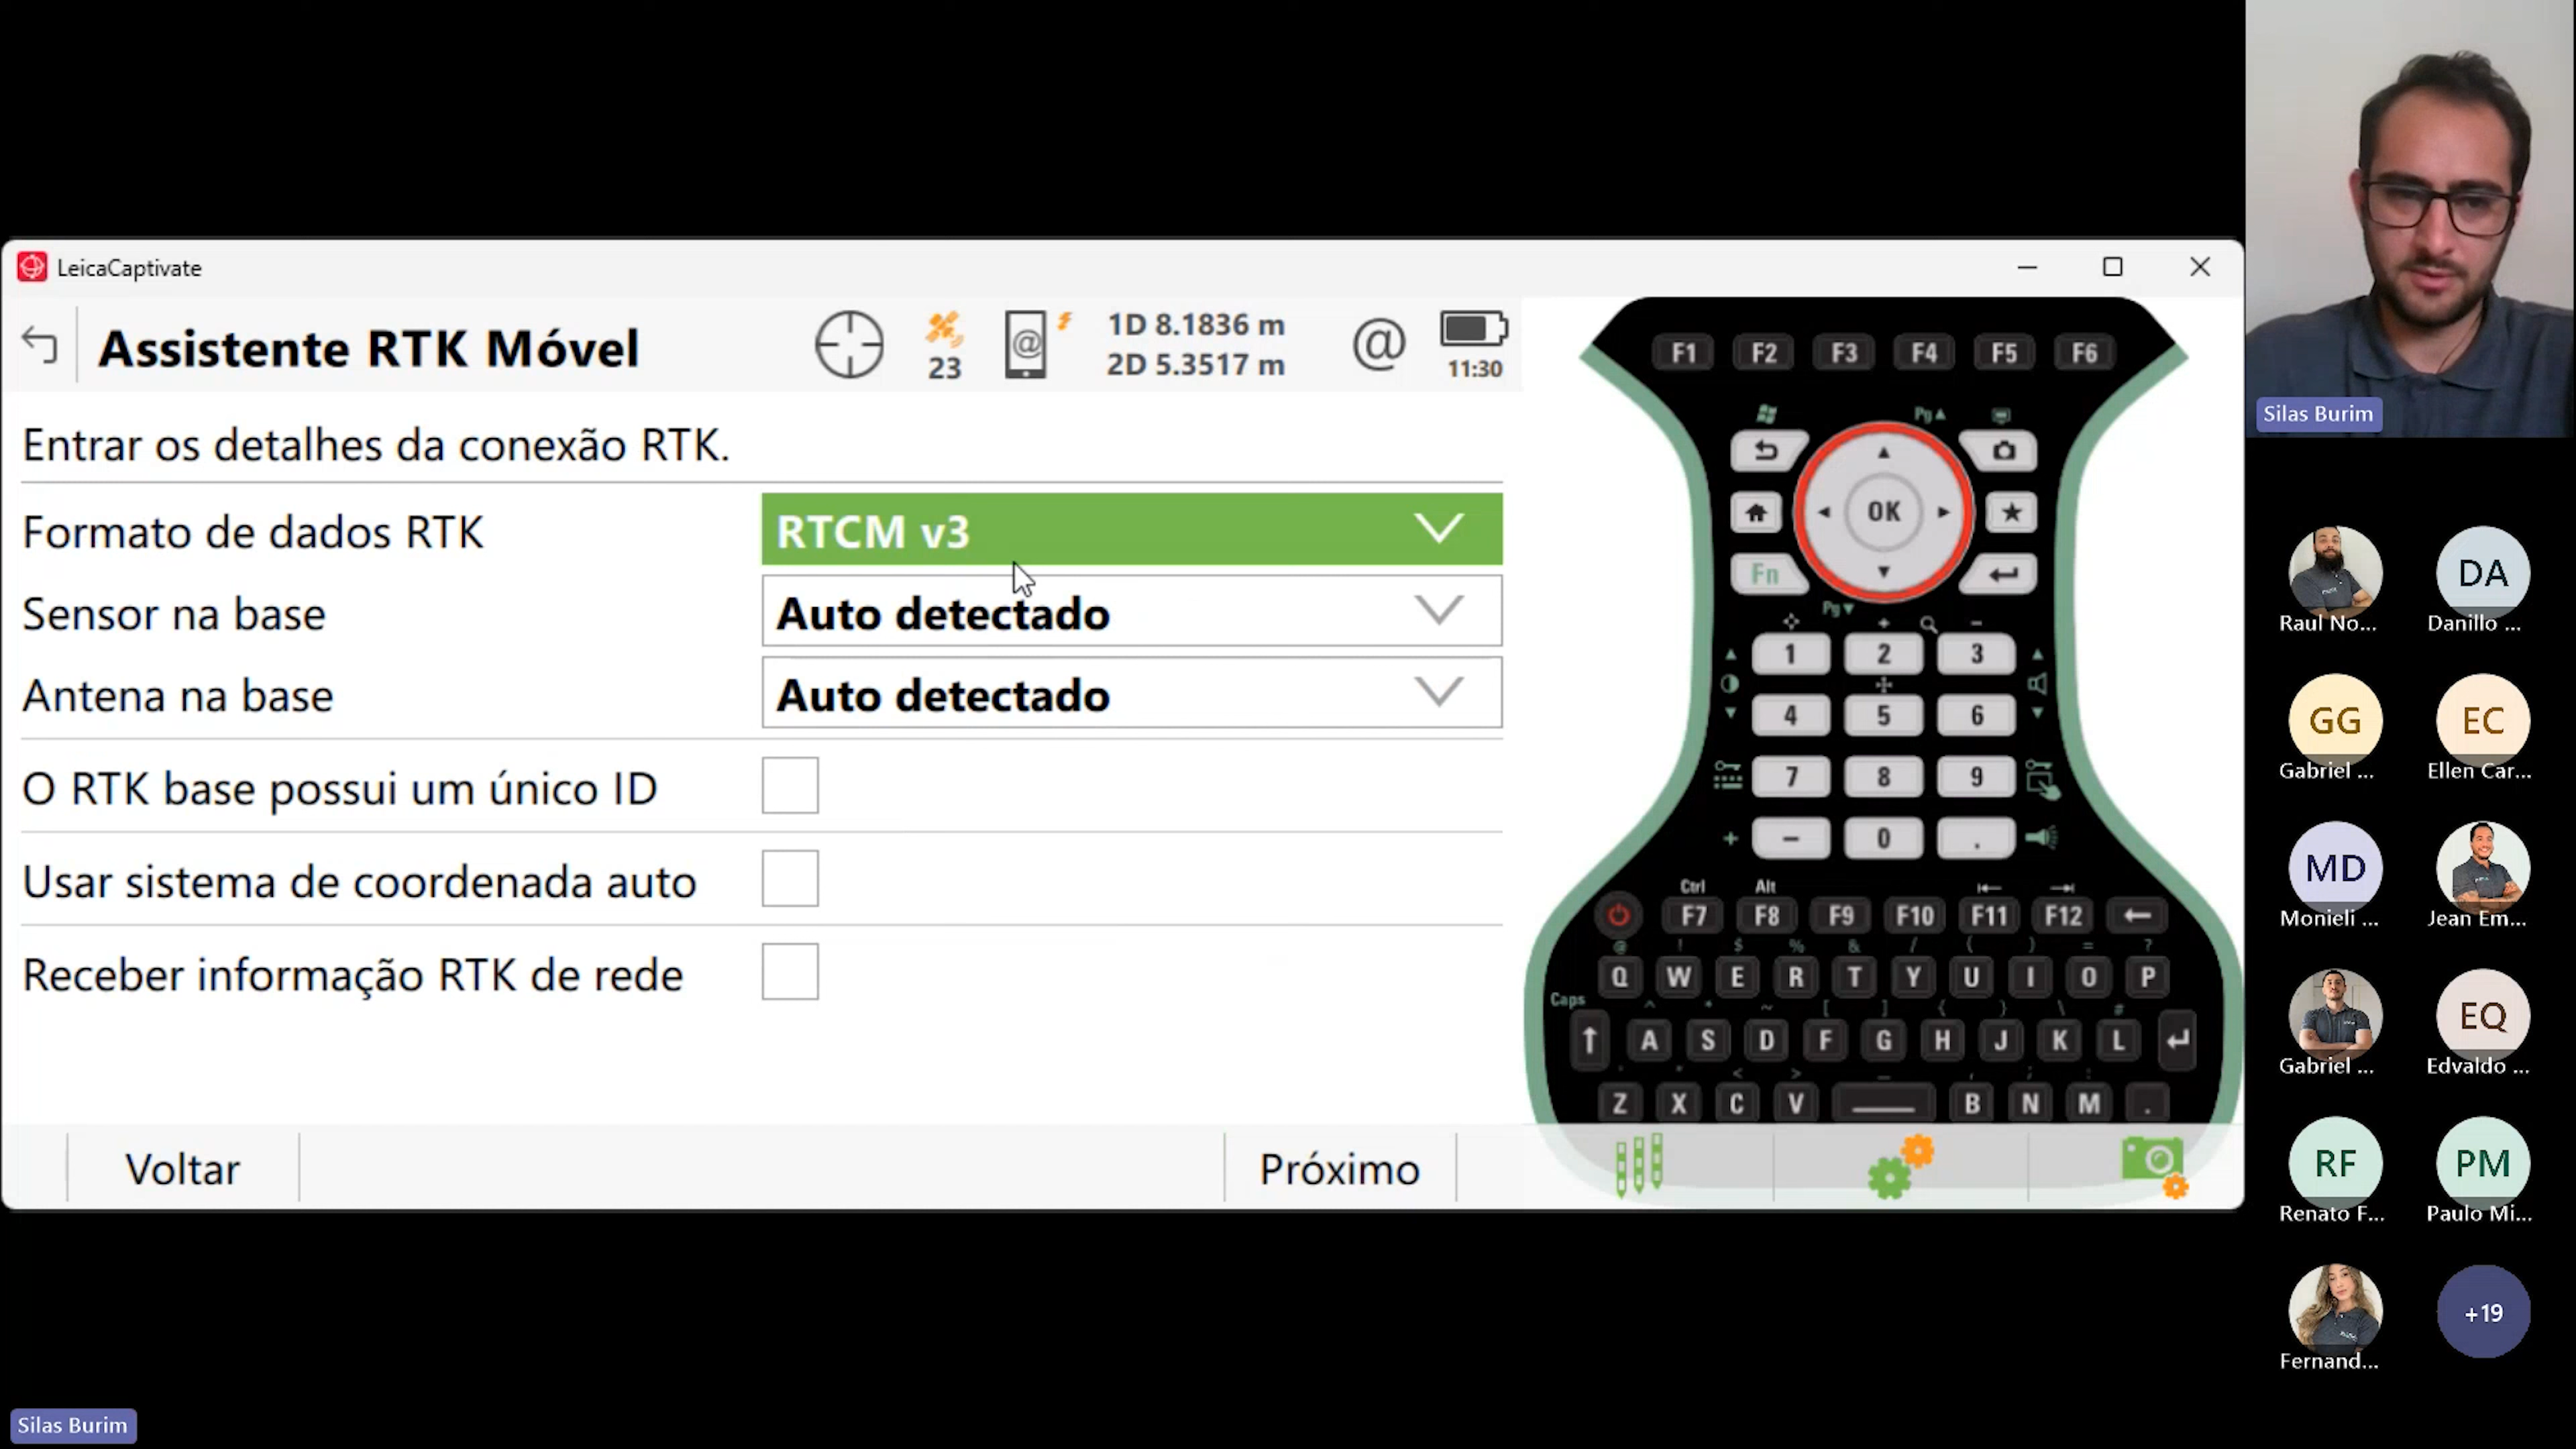 LeicaCaptivate
Assistente RTK Móvel
23
@
1D 8.1836 m
2D 5.3517 m
@
11:30
Entrar os detalhes da conexão RTK.
Formato de dados RTK
RTCM v3
Sensor na base
Auto detectado
Antena na base
Auto detectado
O RTK base possui um único ID
Usar sistema de coordenada auto
Receber informação RTK de rede
Voltar
Próximo
F1 F2 F3 F4 F5 F6
Pg
OK
Fn
Pg
1 2 3
4 5 6
7 8 9
- 0 .
Ctrl Alt
F7 F8 F9 F10 F11 F12
@ ! $ % & / ( ) = ?
Q W E R T Y U I O P
Caps
A S D F G H J K L
Z X C V B N M .
Silas Burim
Raul No...
DA
Danillo ...
GG
Gabriel ...
EC
Ellen Car...
MD
Monieli ...
Jean Em...
Gabriel ...
EQ
Edvaldo ...
RF
Renato F...
PM
Paulo Mi...
Fernand...
+19
Silas Burim